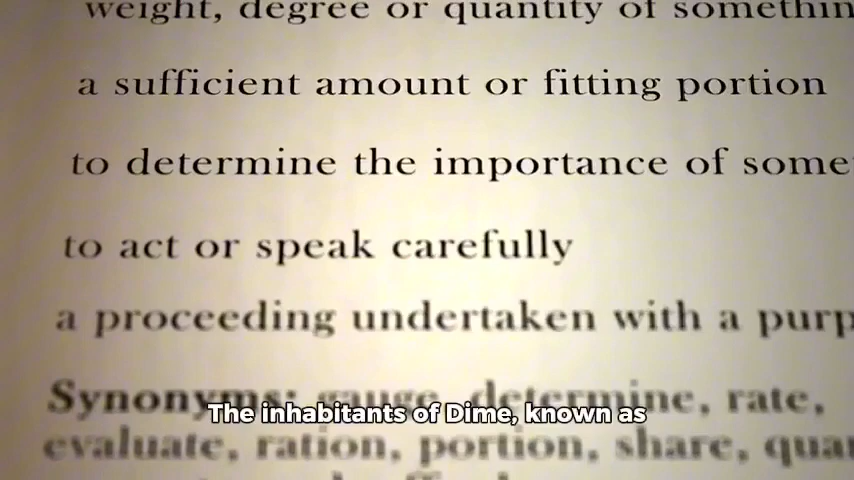 weight, degree or quantity of somethin
a sufficient amount or fitting portion
to determine the importance of some
to act or speak carefully
a proceeding undertaken with a purp
Synonyms: gauge, determine, rate,
The inhabitants of Dime, known as
evaluate, ration, portion, share, quan